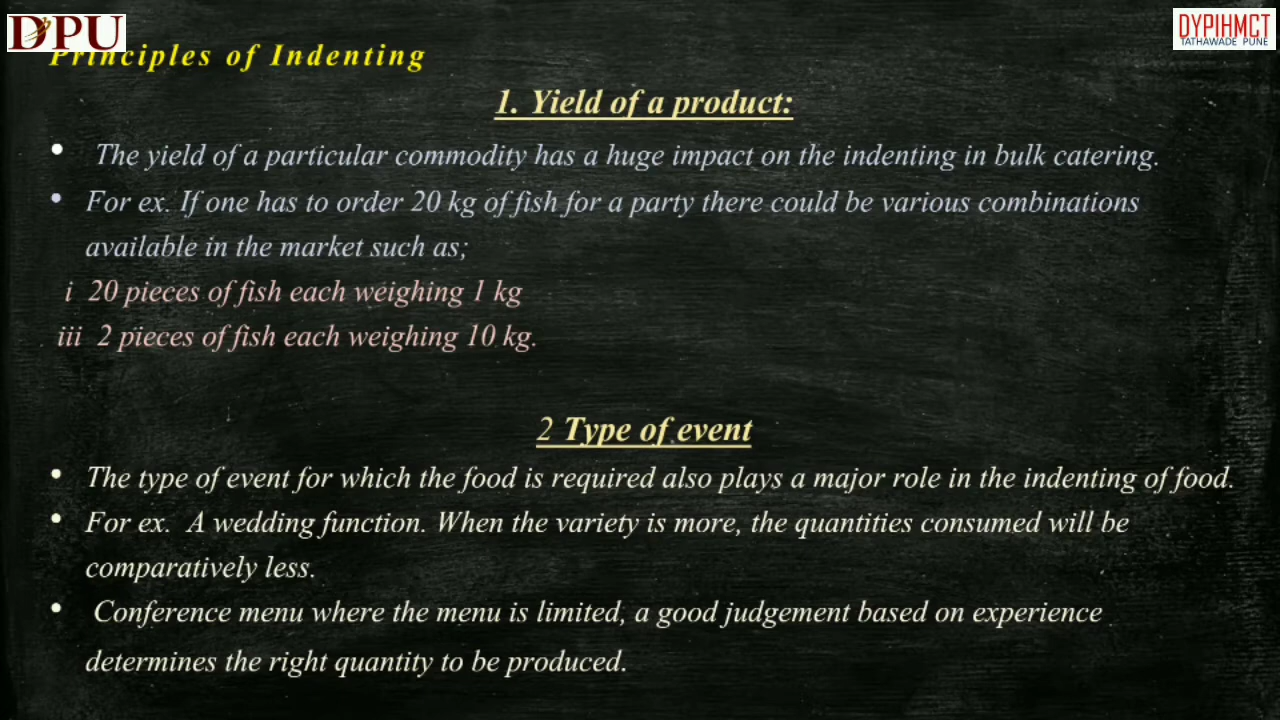 DPU
DYPIHMCT
TATHAWADE PUNE
Principles of Indenting
1. Yield of a product:
• The yield of a particular commodity has a huge impact on the indenting in bulk catering.
• For ex. If one has to order 20 kg of fish for a party there could be various combinations
available in the market such as;
i 20 pieces of fish each weighing 1 kg
iii 2 pieces of fish each weighing 10 kg.
2 Type of event
• The type of event for which the food is required also plays a major role in the indenting of food.
• For ex. A wedding function. When the variety is more, the quantities consumed will be
comparatively less.
• Conference menu where the menu is limited, a good judgement based on experience
determines the right quantity to be produced.